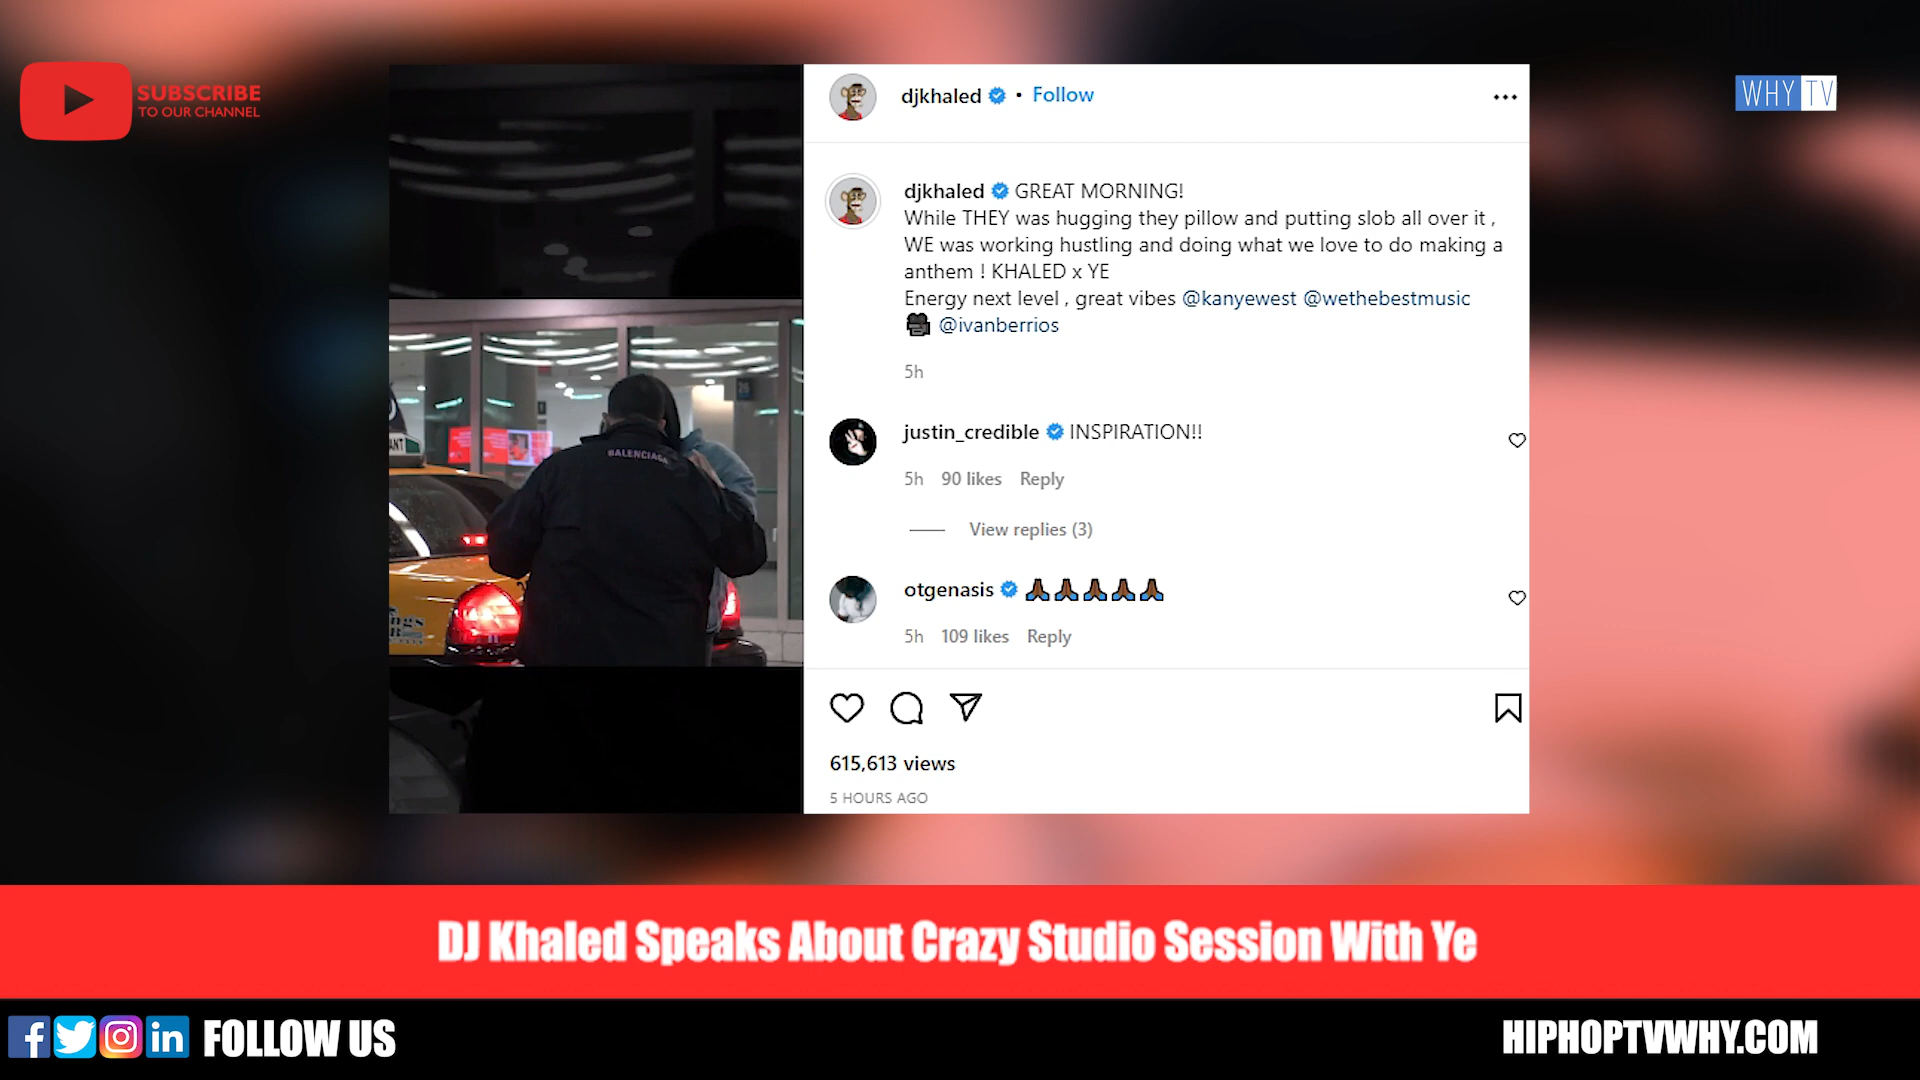 SUBSCRIBE
TO OUR CHANNEL
WHY TV
djkhaled • Follow
djkhaled GREAT MORNING!
While THEY was hugging they pillow and putting slob all over it ,
WE was working hustling and doing what we love to do making a
anthem ! KHALED x YE
Energy next level , great vibes @kanyewest @wethebestmusic
🎥 @ivanberrios
5h
justin_credible INSPIRATION!!
5h 90 likes Reply
View replies (3)
otgenasis 🙏🏾🙏🏾🙏🏾🙏🏾🙏🏾
5h 109 likes Reply
615,613 views
5 HOURS AGO
26
BALENCIAGA
DJ Khaled Speaks About Crazy Studio Session With Ye
FOLLOW US
HIPHOPTVWHY.COM